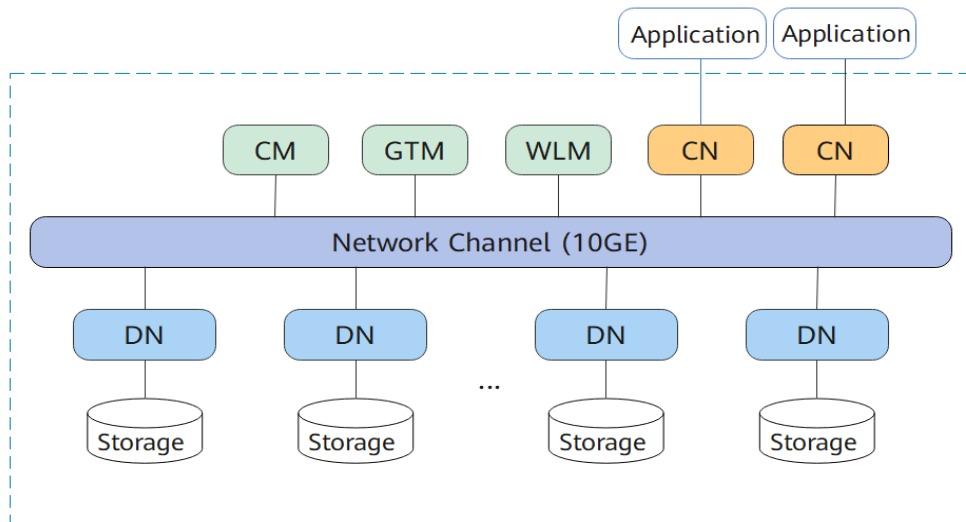 Application
Application
CM
GTM
WLM
CN
CN
Network Channel (10GE)
DN
DN
DN
DN
...
Storage
Storage
Storage
Storage